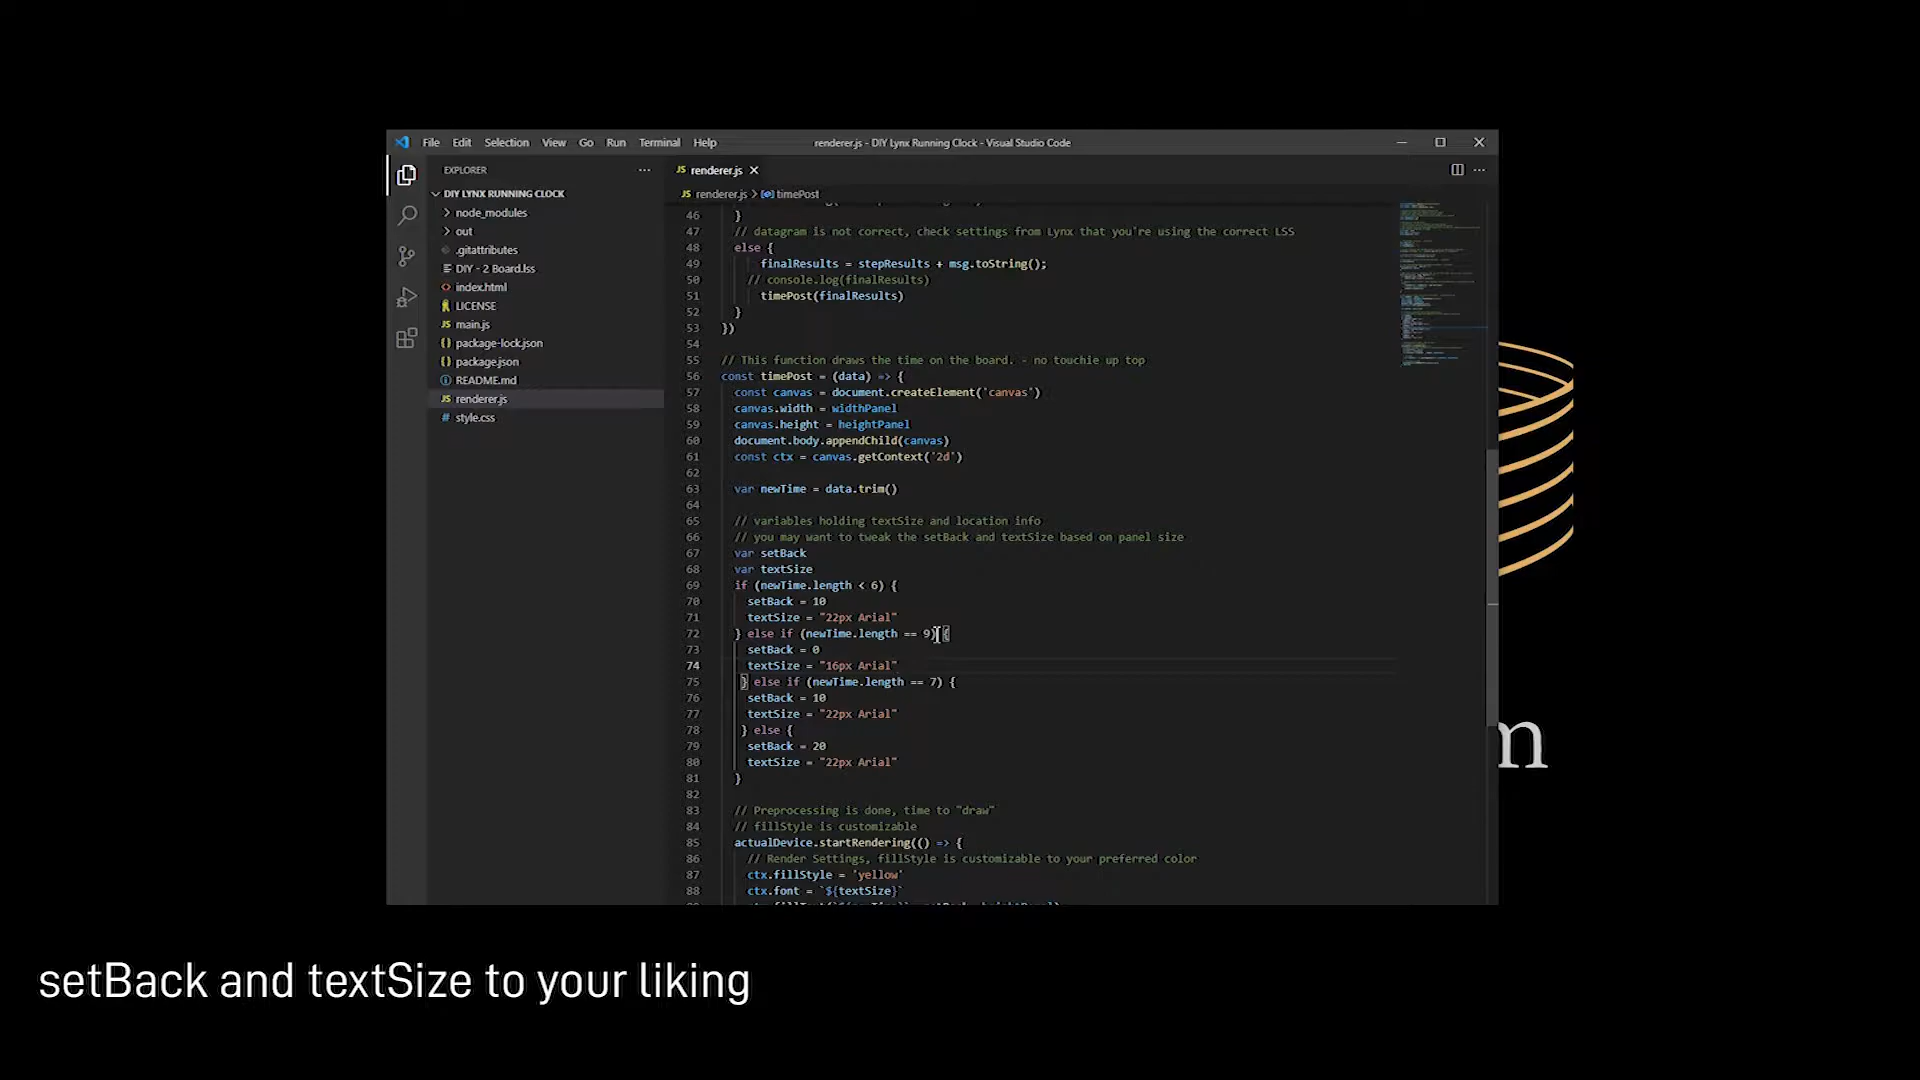 File Edit Selection View Go Run Terminal Help
renderer.js - DIY Lynx Running Clock - Visual Studio Code
EXPLORER
DIY LYNX RUNNING CLOCK
node_modules
out
.gitattributes
DIY - 2 Board.lss
index.html
LICENSE
main.js
package-lock.json
package.json
README.md
renderer.js
style.css
JS renderer.js
JS renderer.js > timePost
46 }
47 // datagram is not correct, check settings from Lynx that you're using the correct LSS
48 else {
49 finalResults = stepResults + msg.toString();
50 // console.log(finalResults)
51 timePost(finalResults)
52 }
53 })
54
55 // This function draws the time on the board. - no touchie up top
56 const timePost = (data) => {
57 const canvas = document.createElement('canvas')
58 canvas.width = widthPanel
59 canvas.height = heightPanel
60 document.body.appendChild(canvas)
61 const ctx = canvas.getContext('2d')
62
63 var newTime = data.trim()
64
65 // variables holding textSize and location info
66 // you may want to tweak the setBack and textSize based on panel size
67 var setBack
68 var textSize
69 if (newTime.length < 6) {
70 setBack = 10
71 textSize = "22px Arial"
72 } else if (newTime.length == 9) {
73 setBack = 0
74 textSize = "16px Arial"
75 } else if (newTime.length == 7) {
76 setBack = 10
77 textSize = "22px Arial"
78 } else {
79 setBack = 20
80 textSize = "22px Arial"
81 }
82
83 // Preprocessing is done, time to "draw"
84 // fillStyle is customizable
85 actualDevice.startRendering(() => {
86 // Render Settings, fillStyle is customizable to your preferred color
87 ctx.fillStyle = 'yellow'
88 ctx.font = `${textSize}`
m
setBack and textSize to your liking